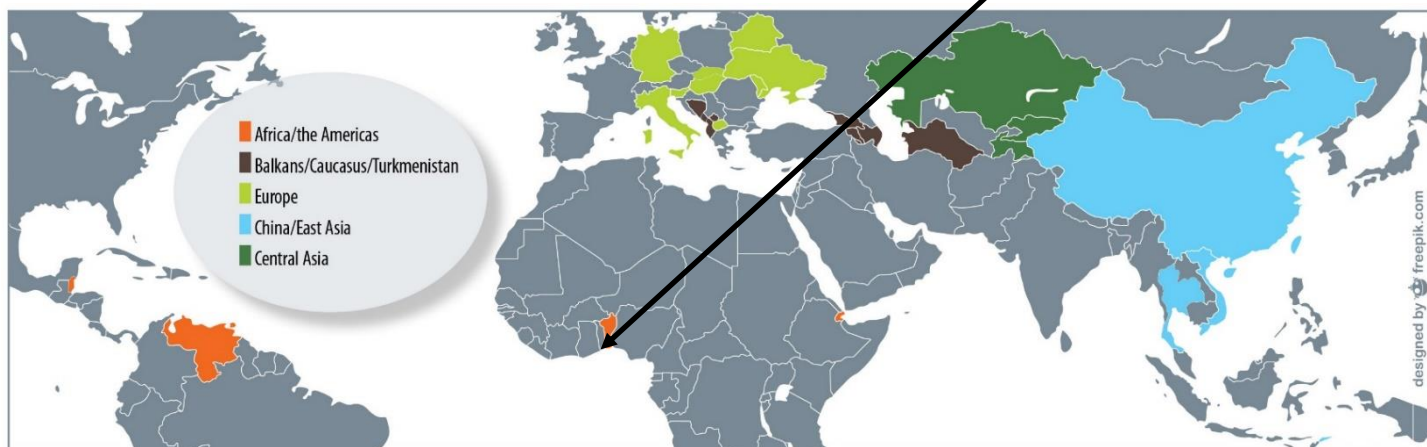 Africa/the Americas
Balkans/Caucasus/Turkmenistan
Europe
China/East Asia
Central Asia
designed by freepik.com